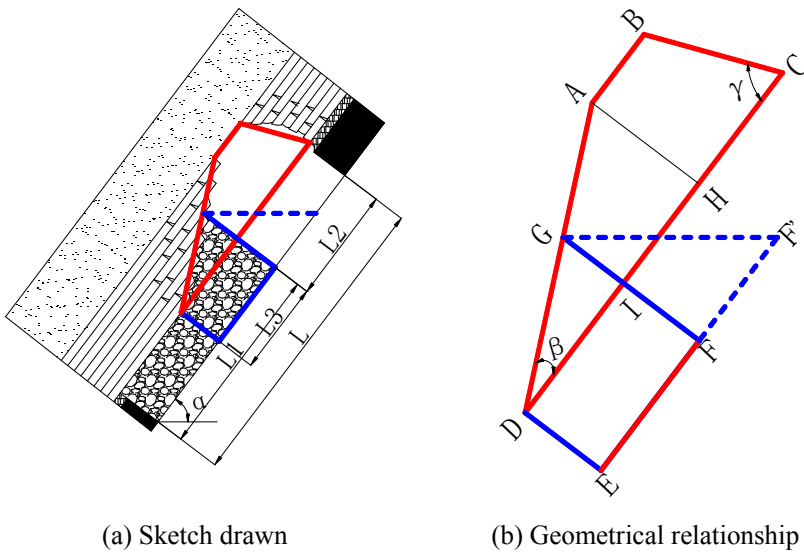 B
C
γ
A
H
G
F'
I
F
β
D
E
L2
L3
L
L1
α
(a) Sketch drawn
(b) Geometrical relationship